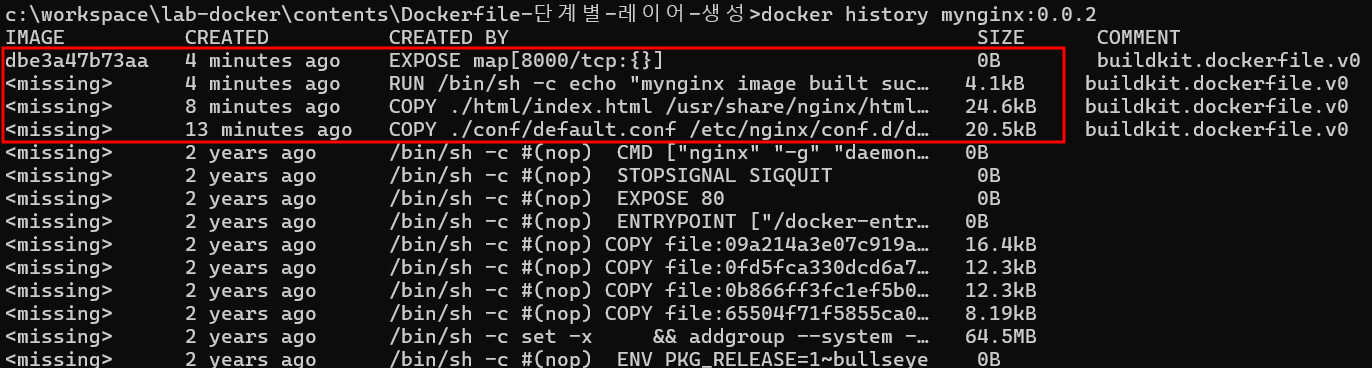 c:\workspace\lab-docker\contents\Dockerfile-단계별-레이어-생성>docker history mynginx:0.0.2
IMAGE CREATED CREATED BY SIZE COMMENT
dbe3a47b73aa 4 minutes ago EXPOSE map[8000/tcp:{}] 0B buildkit.dockerfile.v0
<missing> 4 minutes ago RUN /bin/sh -c echo "mynginx image built suc… 4.1kB buildkit.dockerfile.v0
<missing> 8 minutes ago COPY ./html/index.html /usr/share/nginx/html… 24.6kB buildkit.dockerfile.v0
<missing> 13 minutes ago COPY ./conf/default.conf /etc/nginx/conf.d/d… 20.5kB buildkit.dockerfile.v0
<missing> 2 years ago /bin/sh -c #(nop) CMD ["nginx" "-g" "daemon… 0B
<missing> 2 years ago /bin/sh -c #(nop) STOPSIGNAL SIGQUIT 0B
<missing> 2 years ago /bin/sh -c #(nop) EXPOSE 80 0B
<missing> 2 years ago /bin/sh -c #(nop) ENTRYPOINT ["/docker-entr… 0B
<missing> 2 years ago /bin/sh -c #(nop) COPY file:09a214a3e07c919a… 16.4kB
<missing> 2 years ago /bin/sh -c #(nop) COPY file:0fd5fca330dcd6a7… 12.3kB
<missing> 2 years ago /bin/sh -c #(nop) COPY file:0b866ff3fc1ef5b0… 12.3kB
<missing> 2 years ago /bin/sh -c #(nop) COPY file:65504f71f5855ca0… 8.19kB
<missing> 2 years ago /bin/sh -c set -x && addgroup --system -… 64.5MB
<missing> 2 years ago /bin/sh -c #(nop) ENV PKG_RELEASE=1~bullseye 0B